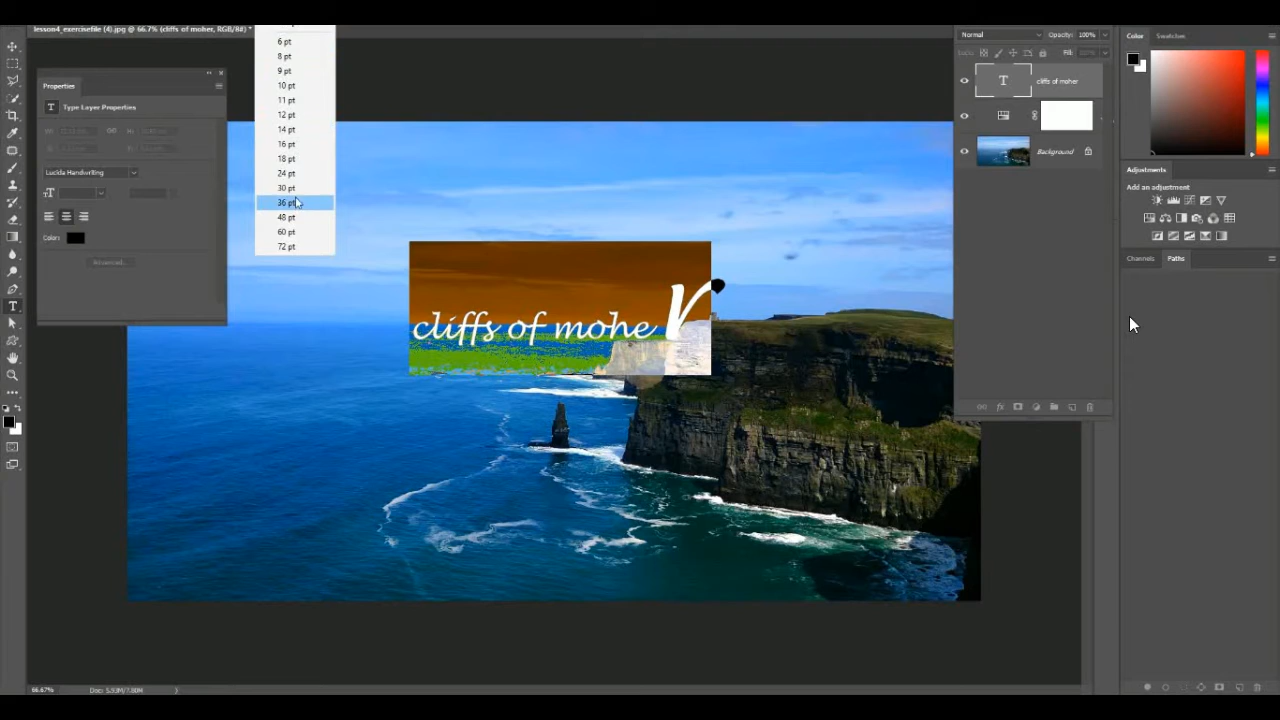 lesson4_exercisefile (4).jpg @ 66.7% (cliffs of moher, RGB/8#) *
6 pt
8 pt
9 pt
10 pt
11 pt
12 pt
14 pt
16 pt
18 pt
24 pt
30 pt
36 pt
48 pt
60 pt
72 pt
Properties
T Type Layer Properties
Lucida Handwriting
Color:
Advanced...
cliffs of moher
Normal
Opacity: 100%
Fill:
T cliffs of moher
Background
Color Swatches
Adjustments
Add an adjustment
Channels Paths
66.67% Doc: 5.93M/7.80M